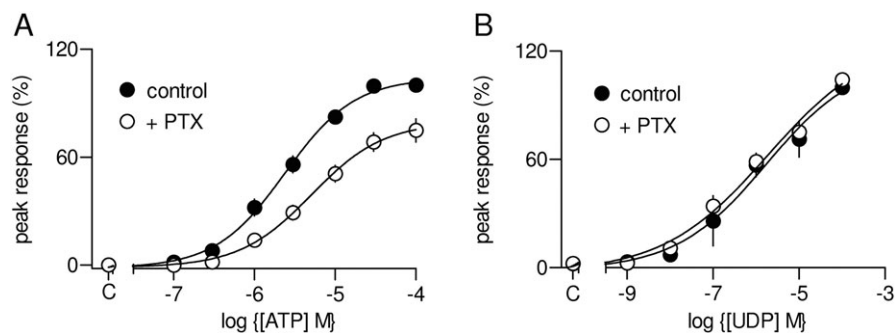 A
120
60
0
peak response (%)
control
+ PTX
C
-7
-6
-5
-4
log {[ATP] M}
B
120
60
0
peak response (%)
control
+ PTX
C
-9
-7
-5
-3
log {[UDP] M}